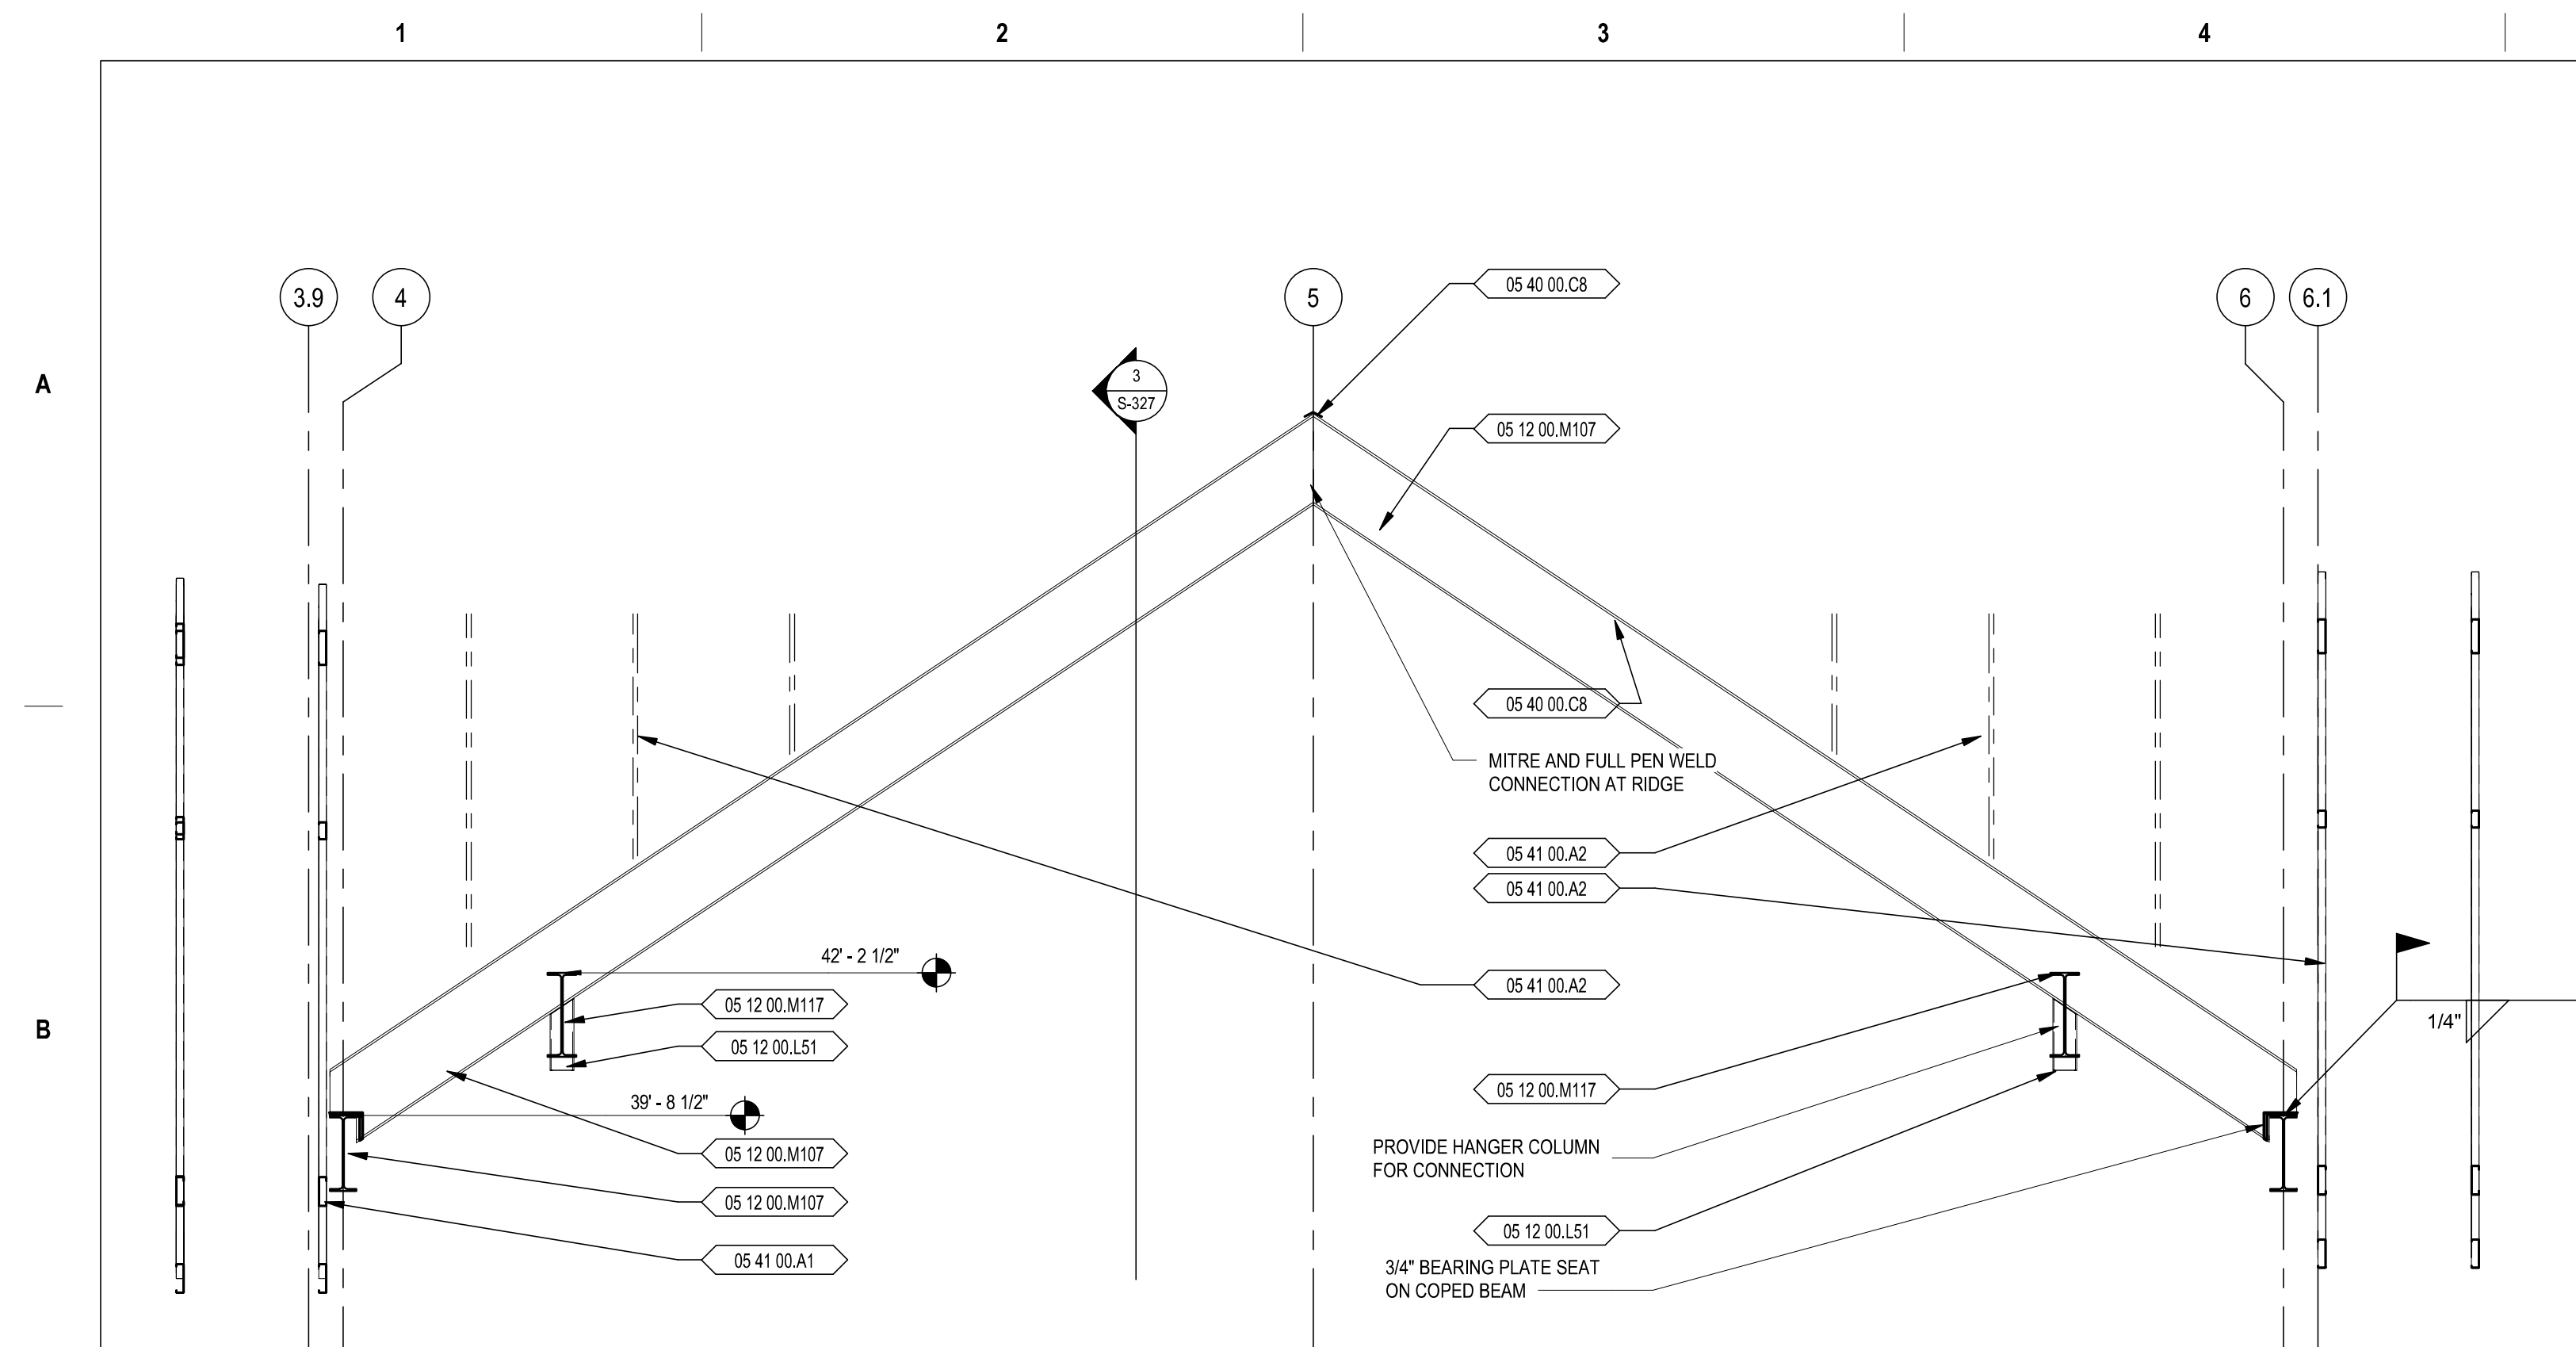 1
2
3
4
3.9
4
5
6
6.1
05 40 00.C8
A
3
S-327
05 12 00.M107
05 40 00.C8
MITRE AND FULL PEN WELD
CONNECTION AT RIDGE
05 41 00.A2
05 41 00.A2
42' - 2 1/2"
05 41 00.A2
05 12 00.M117
B
1/4"
05 12 00.L51
05 12 00.M117
39' - 8 1/2"
05 12 00.M107
PROVIDE HANGER COLUMN
FOR CONNECTION
05 12 00.M107
05 12 00.L51
05 41 00.A1
3/4" BEARING PLATE SEAT
ON COPED BEAM